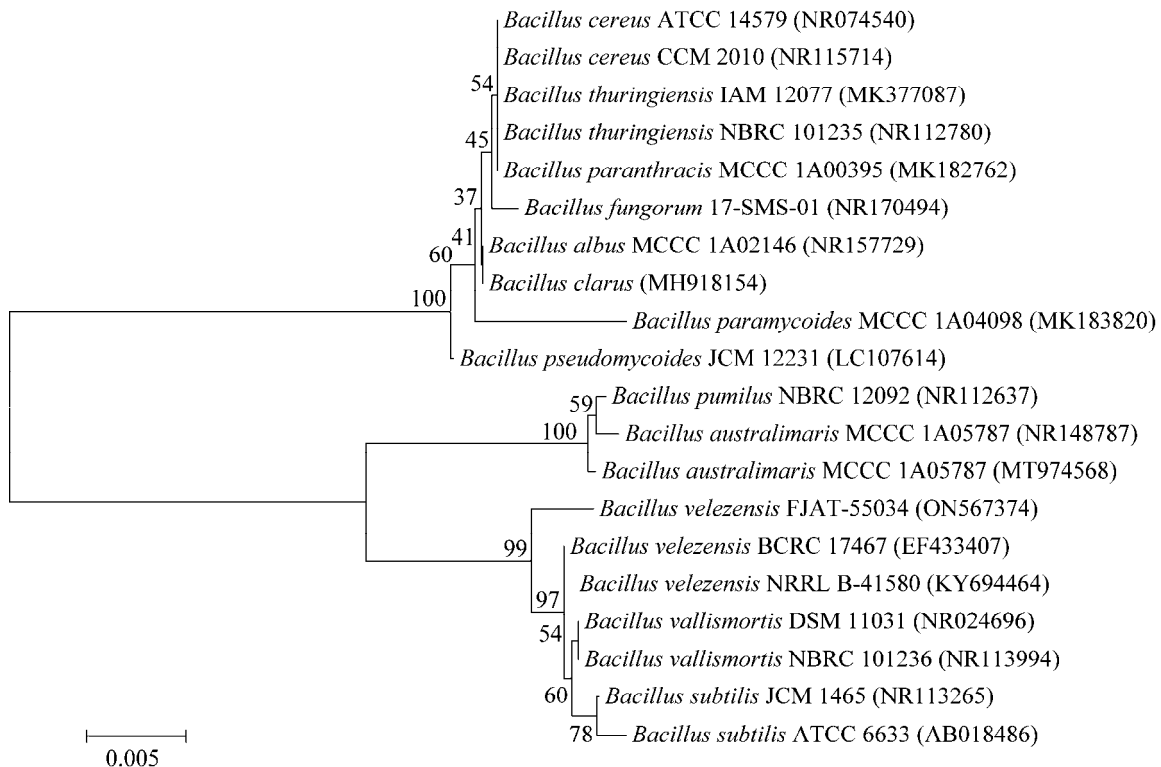 Bacillus cereus ATCC 14579 (NR074540)
Bacillus cereus CCM 2010 (NR115714)
54
Bacillus thuringiensis IAM 12077 (MK377087)
Bacillus thuringiensis NBRC 101235 (NR112780)
45
Bacillus paranthracis MCCC 1A00395 (MK182762)
37
Bacillus fungorum 17-SMS-01 (NR170494)
41
Bacillus albus MCCC 1A02146 (NR157729)
60
Bacillus clarus (MH918154)
100
Bacillus paramycoides MCCC 1A04098 (MK183820)
Bacillus pseudomycoides JCM 12231 (LC107614)
Bacillus pumilus NBRC 12092 (NR112637)
59
100
Bacillus australimaris MCCC 1A05787 (NR148787)
Bacillus australimaris MCCC 1A05787 (MT974568)
Bacillus velezensis FJAT-55034 (ON567374)
99
Bacillus velezensis BCRC 17467 (EF433407)
Bacillus velezensis NRRL B-41580 (KY694464)
97
Bacillus vallismortis DSM 11031 (NR024696)
54
Bacillus vallismortis NBRC 101236 (NR113994)
60
Bacillus subtilis JCM 1465 (NR113265)
78
Bacillus subtilis ATCC 6633 (AB018486)
0.005